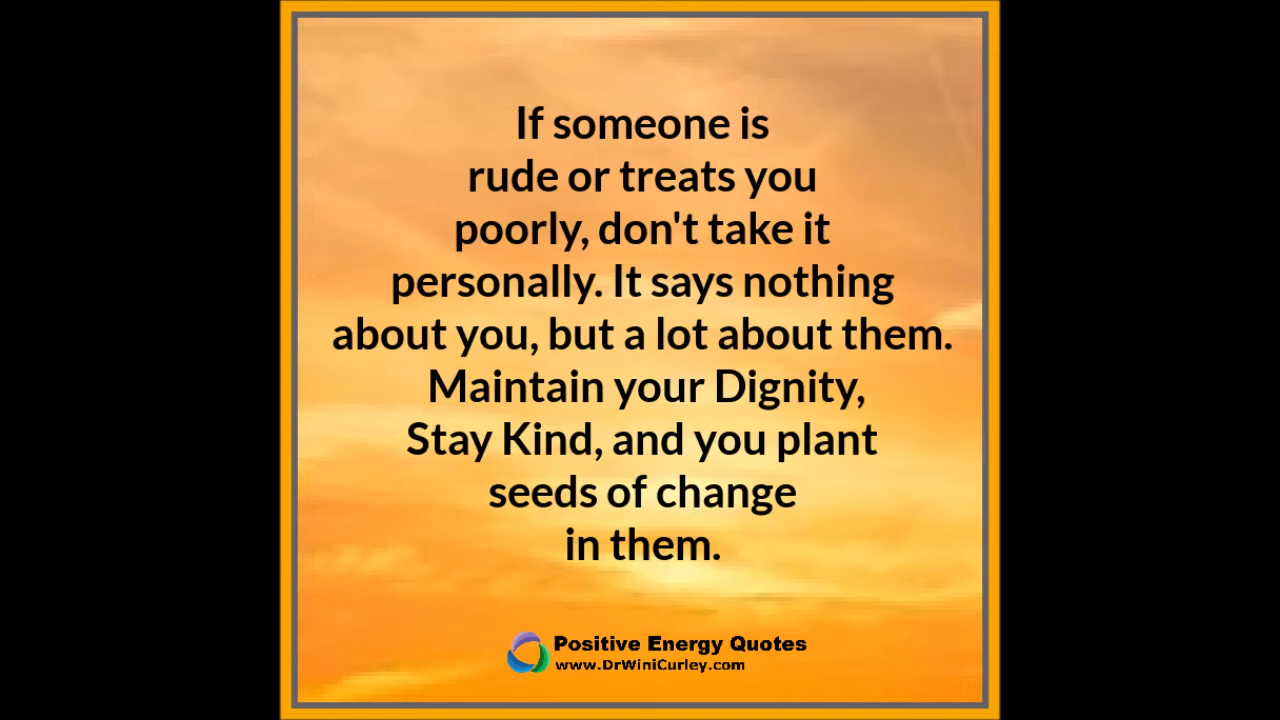 If someone is
rude or treats you
poorly, don't take it
personally. It says nothing
about you, but a lot about them.
Maintain your Dignity,
Stay Kind, and you plant
seeds of change
in them.
Positive Energy Quotes
www.DrWiniCurley.com